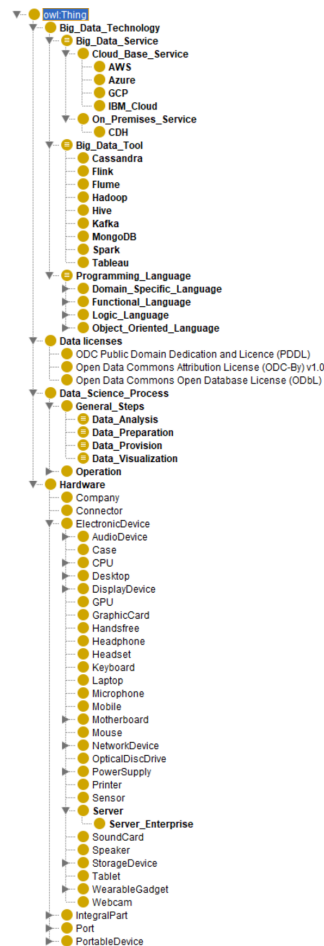 owl:Thing
Big_Data_Technology
Big_Data_Service
Cloud_Base_Service
AWS
Azure
GCP
IBM_Cloud
On_Premises_Service
CDH
Big_Data_Tool
Cassandra
Flink
Flume
Hadoop
Hive
Kafka
MongoDB
Spark
Tableau
Programming_Language
Domain_Specific_Language
Functional_Language
Logic_Language
Object_Oriented_Language
Data licenses
ODC Public Domain Dedication and Licence (PDDL)
Open Data Commons Attribution License (ODC-By) v1.0
Open Data Commons Open Database License (ODbL)
Data_Science_Process
General_Steps
Data_Analysis
Data_Preparation
Data_Provision
Data_Visualization
Operation
Hardware
Company
Connector
ElectronicDevice
AudioDevice
Case
CPU
Desktop
DisplayDevice
GPU
GraphicCard
Handsfree
Headphone
Headset
Keyboard
Laptop
Microphone
Mobile
Motherboard
Mouse
NetworkDevice
OpticalDiscDrive
PowerSupply
Printer
Sensor
Server
Server_Enterprise
SoundCard
Speaker
StorageDevice
Tablet
WearableGadget
Webcam
IntegralPart
Port
PortableDevice